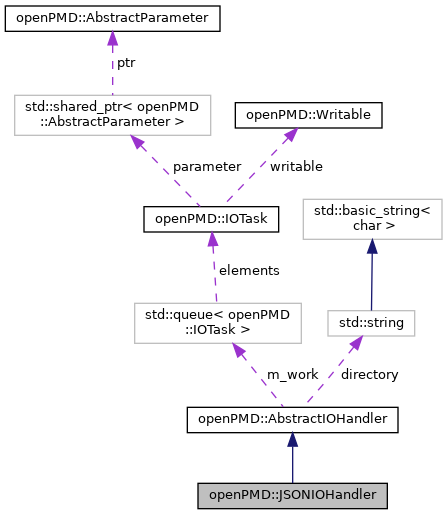 openPMD::AbstractParameter
ptr
std::shared_ptr< openPMD
::AbstractParameter >
openPMD::Writable
parameter
writable
openPMD::IOTask
std::basic_string<
char >
elements
std::queue< openPMD
::IOTask >
std::string
m_work
directory
openPMD::AbstractIOHandler
openPMD::JSONIOHandler